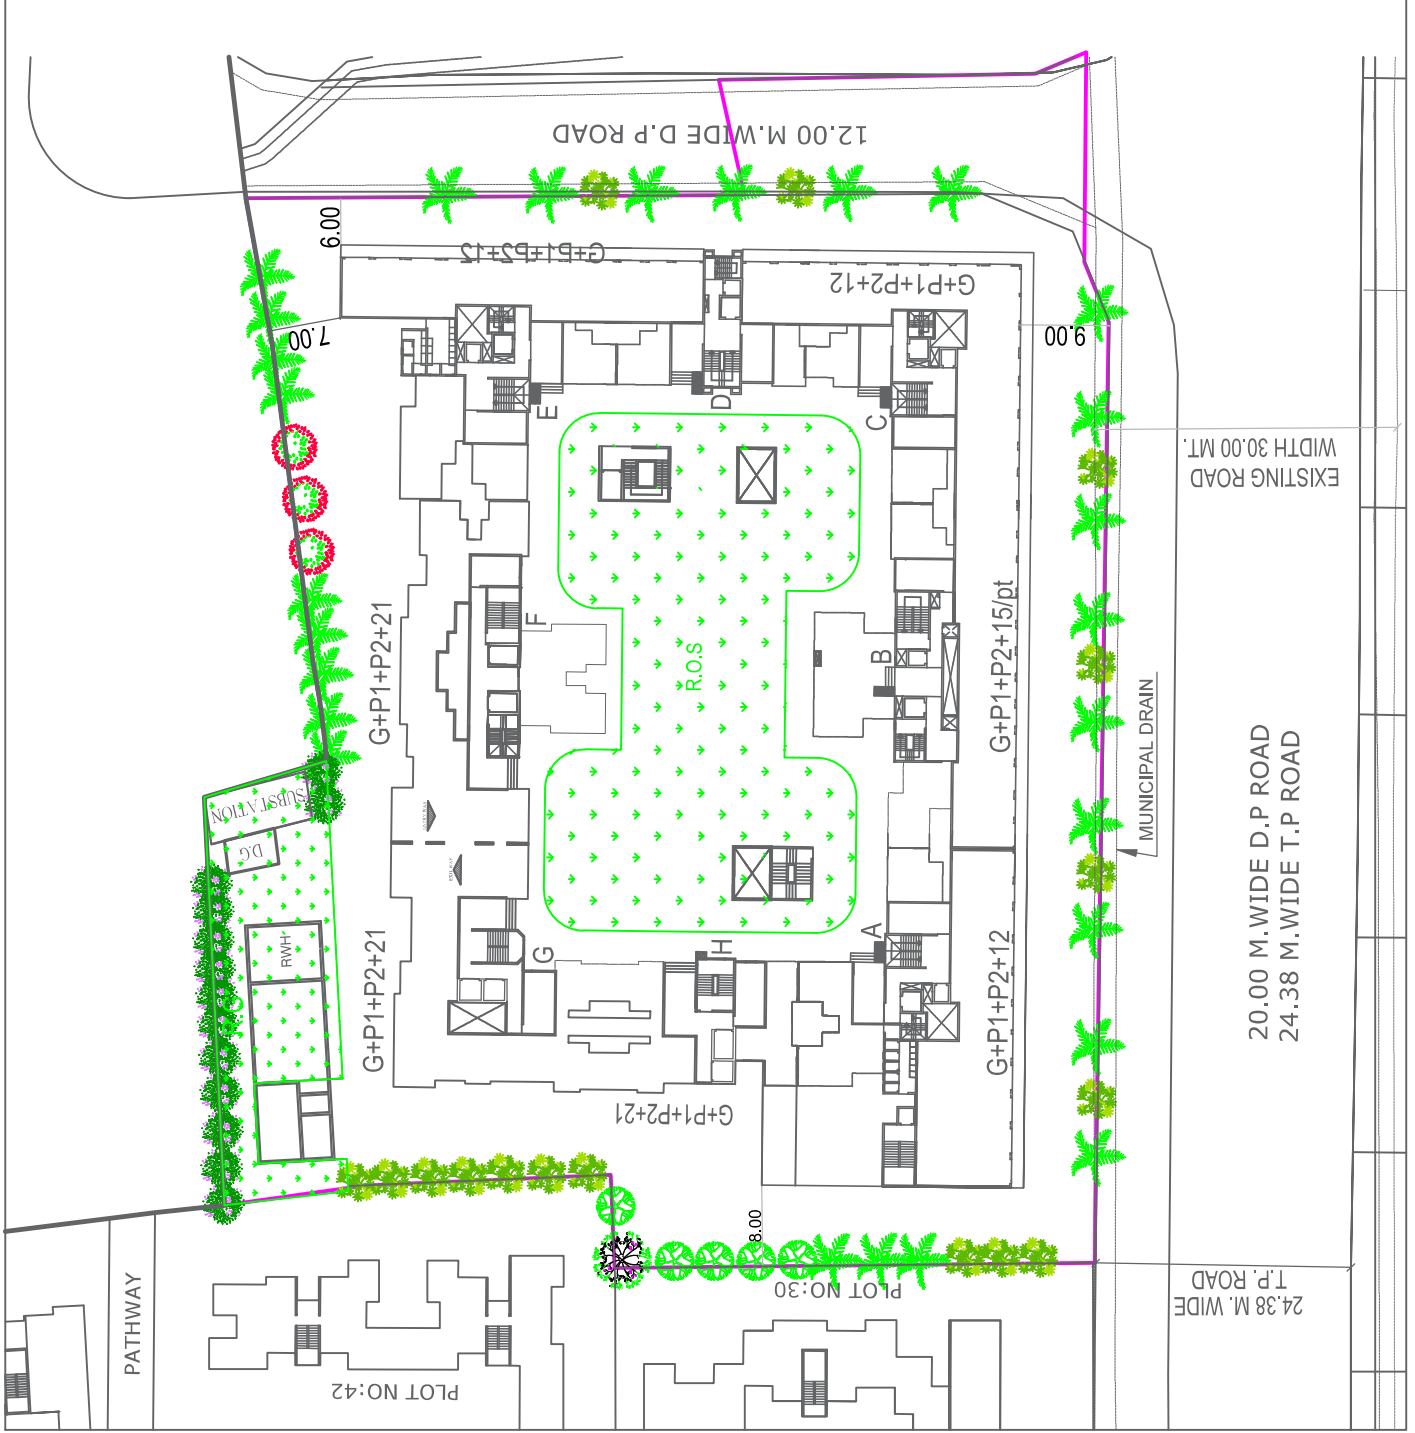 12.00 M.WIDE D.P ROAD
6.00
G+P1+P2+12
G+P1+P2+12
7.00
9.00
E
D
C
WIDTH 30.00 MT.
EXISTING ROAD
F
G+P1+P2+21
R.O.S
B
G+P1+P2+15/pt
SUBSTATION
D.G
MUNICIPAL DRAIN
20.00 M.WIDE D.P ROAD
24.38 M.WIDE T.P ROAD
RWH
G+P1+P2+21
G
H
A
G+P1+P2+12
G+P1+P2+21
8.00
PLOT NO:30
T.P. ROAD
24.38 M. WIDE
PATHWAY
PLOT NO:42